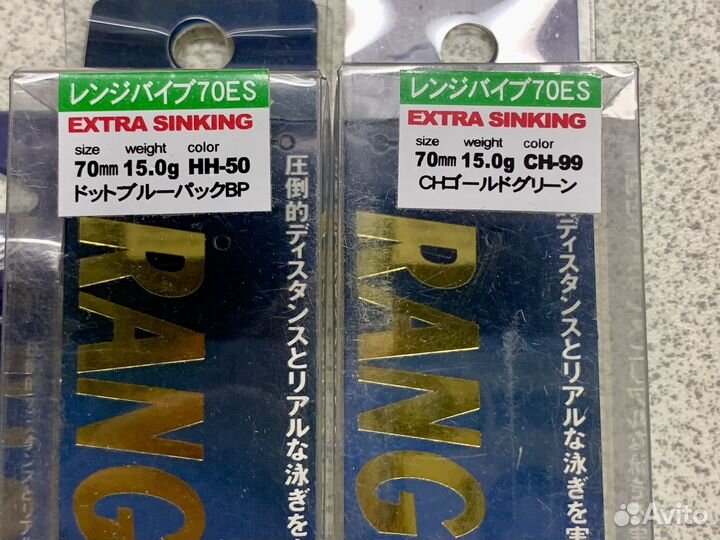 レンジバイブ70ES
EXTRA SINKING
size weight color
70mm 15.0g HH-50
ドットブルーバックBP
圧倒的ディスタンスとリアルな泳ぎを
RANG
レンジバイブ70ES
EXTRA SINKING
size weight color
70mm 15.0g CH-99
CHゴールドグリーン
ディスタンスとリアルな泳ぎを実
RANG
Avito